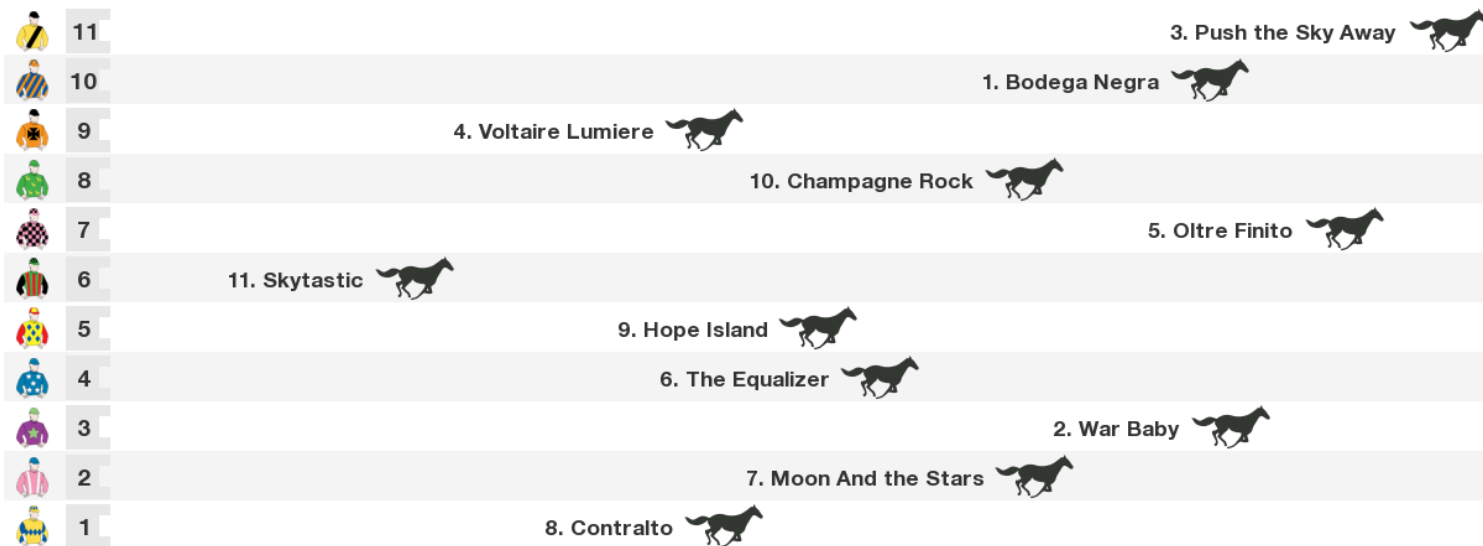 11 3. Push the Sky Away
10 1. Bodega Negra
9 4. Voltaire Lumiere
8 10. Champagne Rock
7 5. Oltre Finito
6 11. Skytastic
5 9. Hope Island
4 6. The Equalizer
3 2. War Baby
2 7. Moon And the Stars
1 8. Contralto